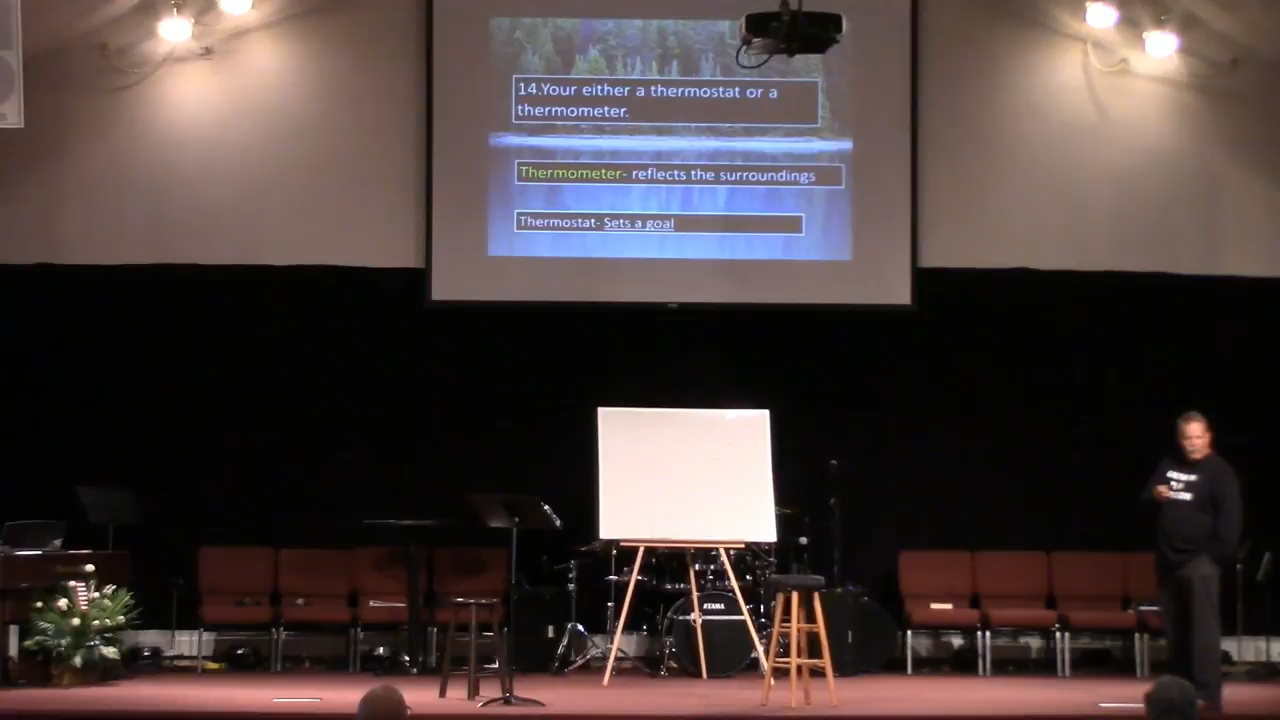 14.Your either a thermostat or a
thermometer.
Thermometer- reflects the surroundings
Thermostat- Sets a goal
TAMA